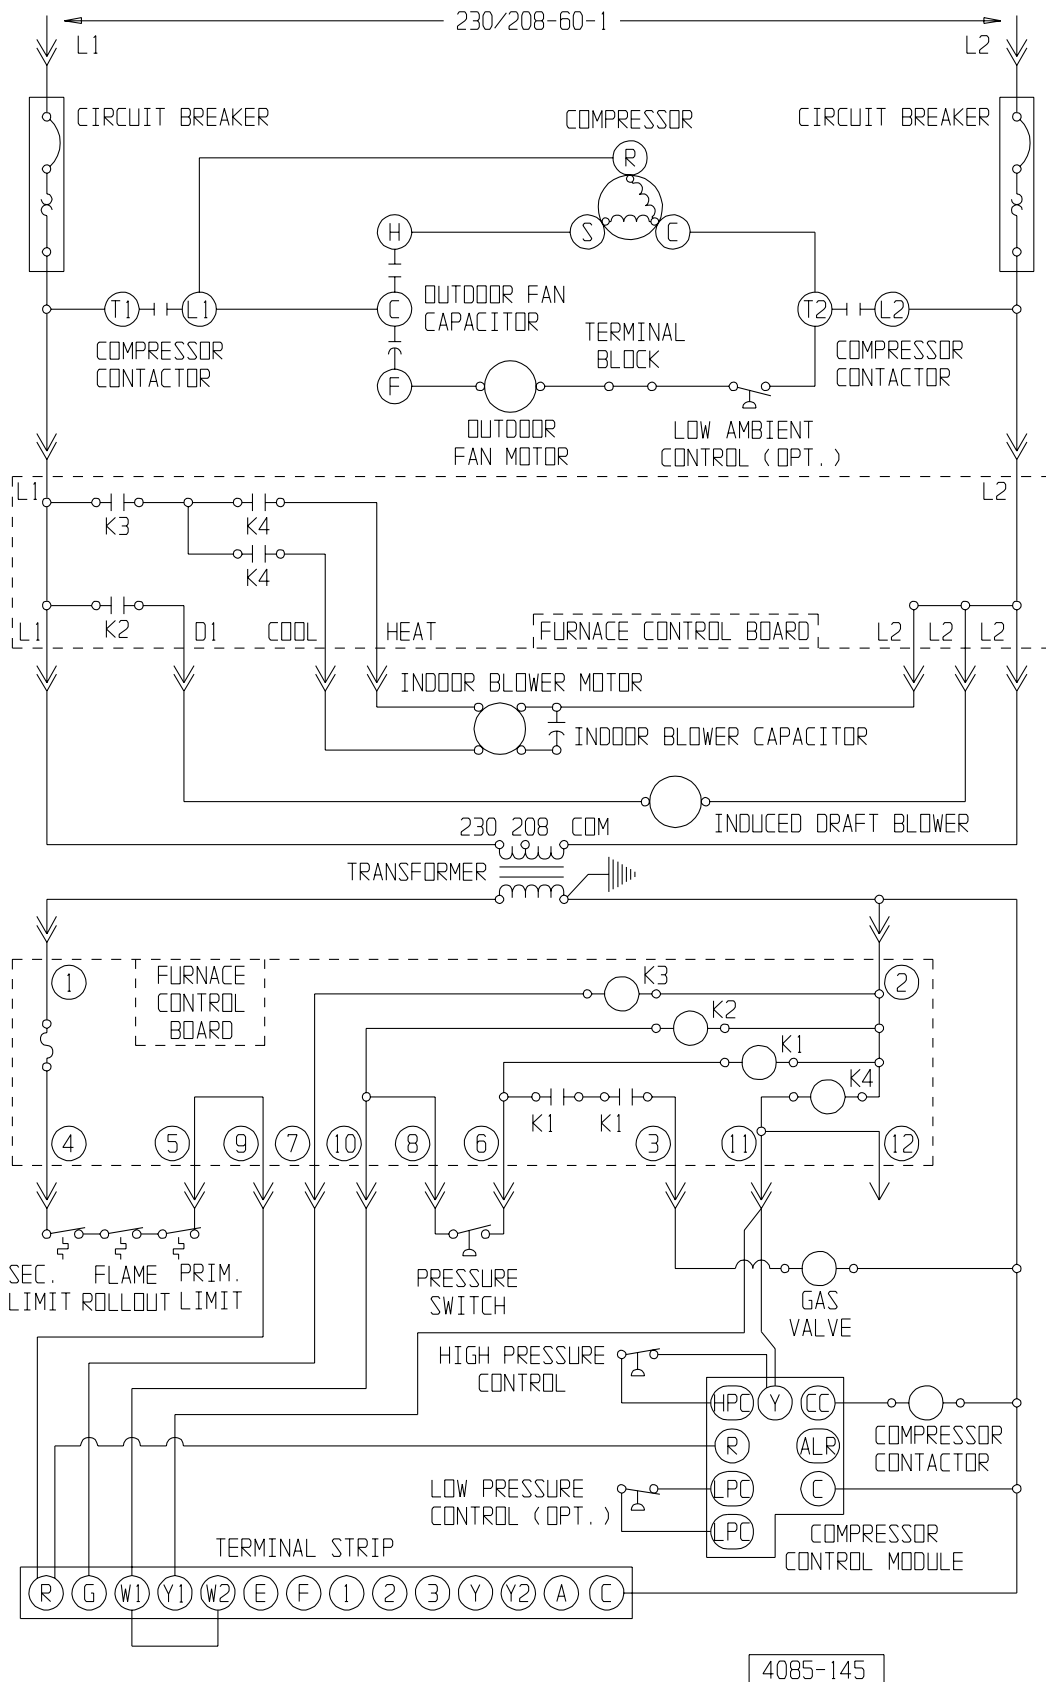 230/208-60-1
L1
L2
CIRCUIT BREAKER
COMPRESSOR
CIRCUIT BREAKER
R
S
C
H
OUTDOOR FAN
CAPACITOR
C
F
T1
L1
COMPRESSOR
CONTACTOR
TERMINAL
BLOCK
T2
L2
COMPRESSOR
CONTACTOR
OUTDOOR
FAN MOTOR
LOW AMBIENT
CONTROL (OPT.)
L1
L2
K3
K4
K4
K2
L1
D1
COOL
HEAT
FURNACE CONTROL BOARD
L2
L2
L2
INDOOR BLOWER MOTOR
INDOOR BLOWER CAPACITOR
INDUCED DRAFT BLOWER
230 208 COM
TRANSFORMER
1
FURNACE
CONTROL
BOARD
K3
2
K2
K1
K4
K1
K1
4
5
9
7
10
8
6
3
11
12
SEC.
LIMIT
FLAME
ROLLOUT
PRIM.
LIMIT
PRESSURE
SWITCH
GAS
VALVE
HIGH PRESSURE
CONTROL
HPC
Y
CC
R
ALR
LPC
C
LPC
COMPRESSOR
CONTACTOR
LOW PRESSURE
CONTROL (OPT.)
COMPRESSOR
CONTROL MODULE
TERMINAL STRIP
R G W1 Y1 W2 E F 1 2 3 Y Y2 A C
4085-145